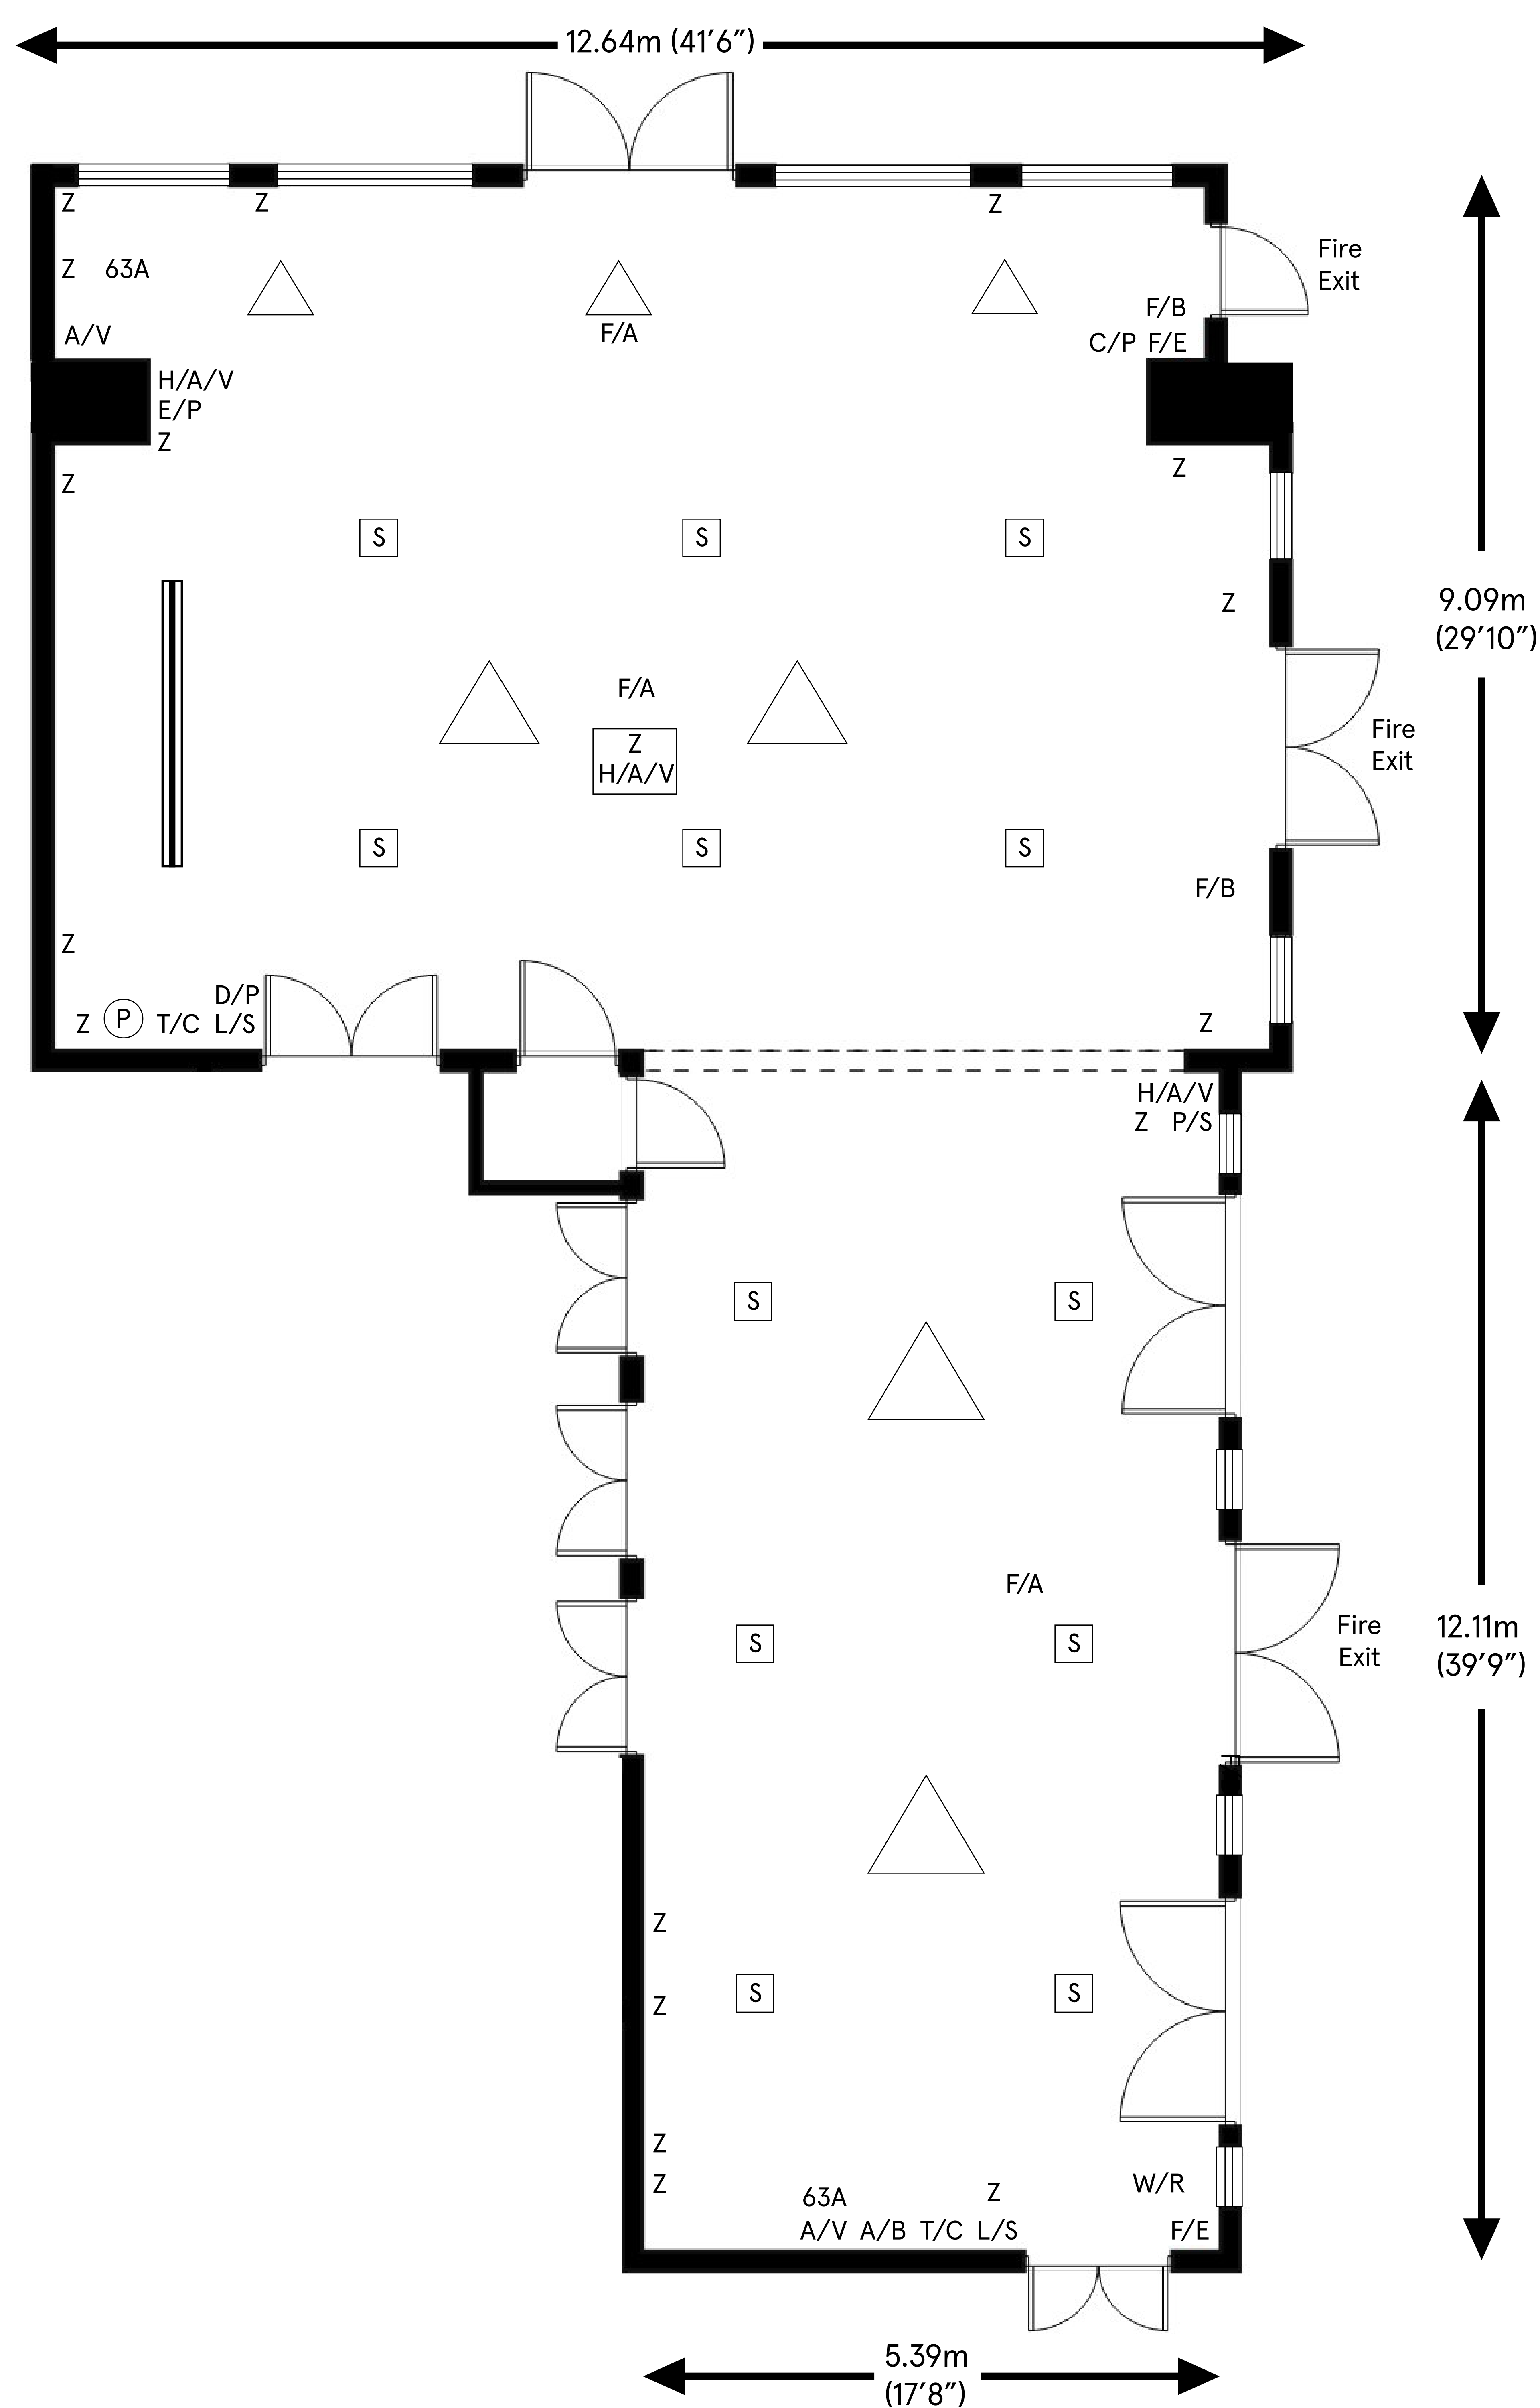 12.64m (41′6″)
Z Z Z
Z 63A
Fire
Exit
F/B
A/V
F/A
C/P F/E
H/A/V
E/P
Z
Z
Z
S S S
Z
9.09m
(29′10″)
F/A
Z
H/A/V
Fire
Exit
S S S
F/B
Z
D/P
Z P T/C L/S
Z
H/A/V
Z P/S
S S
F/A
Fire
Exit
12.11m
(39′9″)
S S
Z
S S
Z
Z
Z
W/R
Z
63A
A/V A/B T/C L/S
F/E
5.39m
(17′8″)